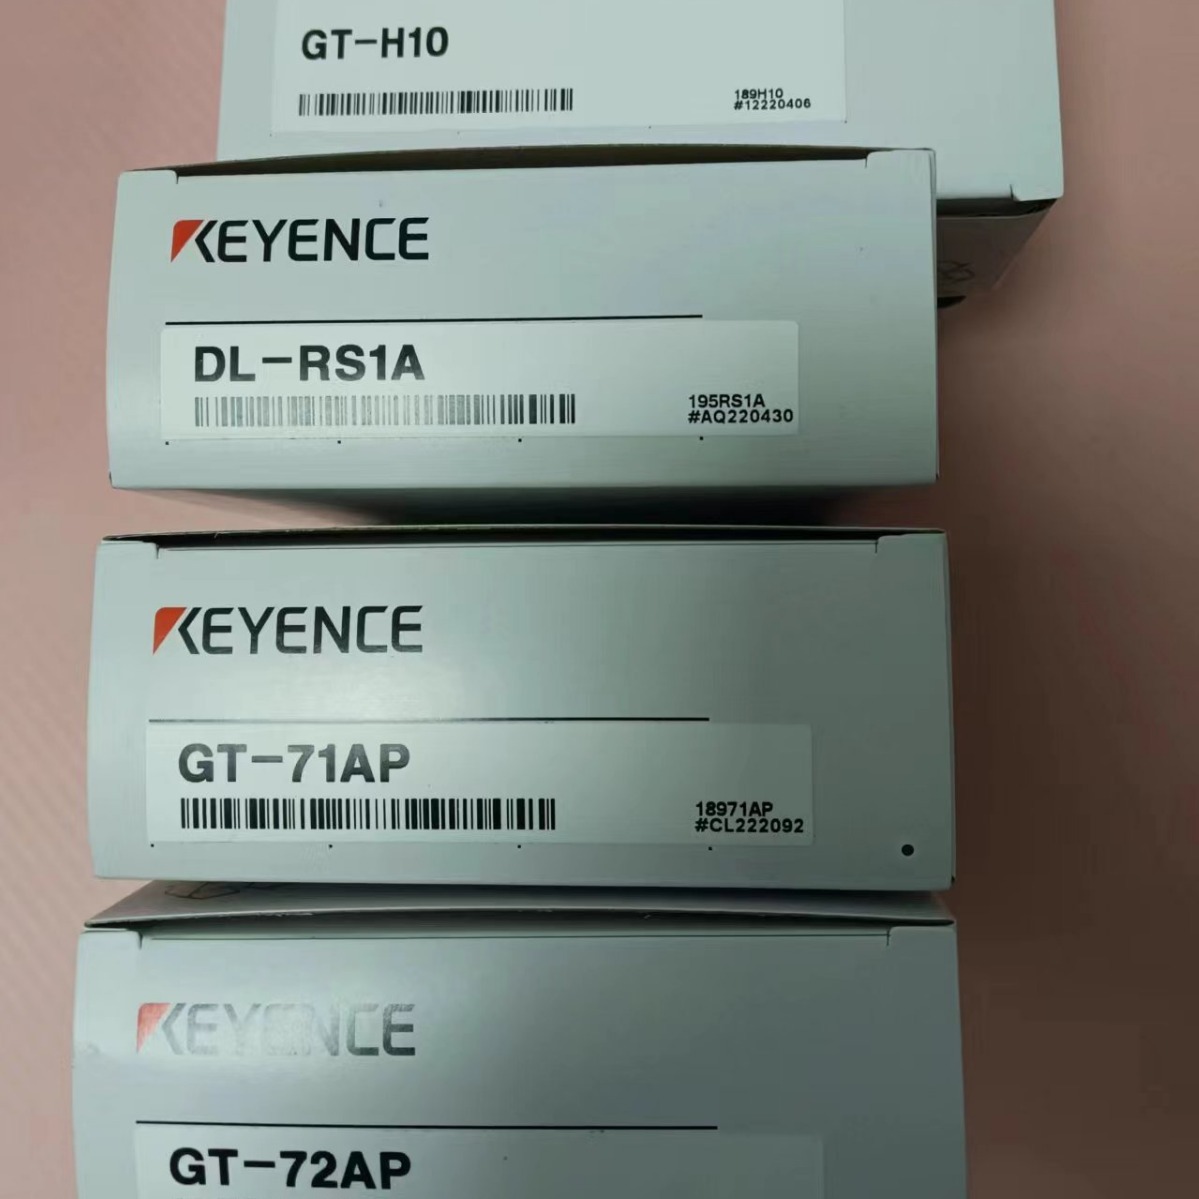 GT-H10
189H10
#12220406
KEYENCE
DL-RS1A
195RS1A
#AQ220430
KEYENCE
GT-71AP
18971AP
#CL222092
KEYENCE
GT-72AP